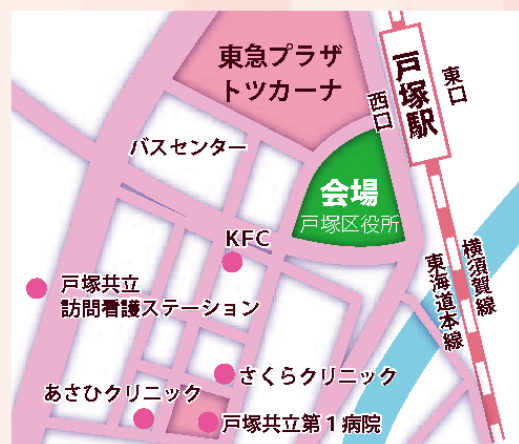 東急プラザ
トツカーナ
戸塚駅
東口
西口
バスセンター
会場
戸塚区役所
KFC
戸塚共立
訪問看護ステーション
横須賀線
東海道本線
さくらクリニック
あさひクリニック
戸塚共立第1病院